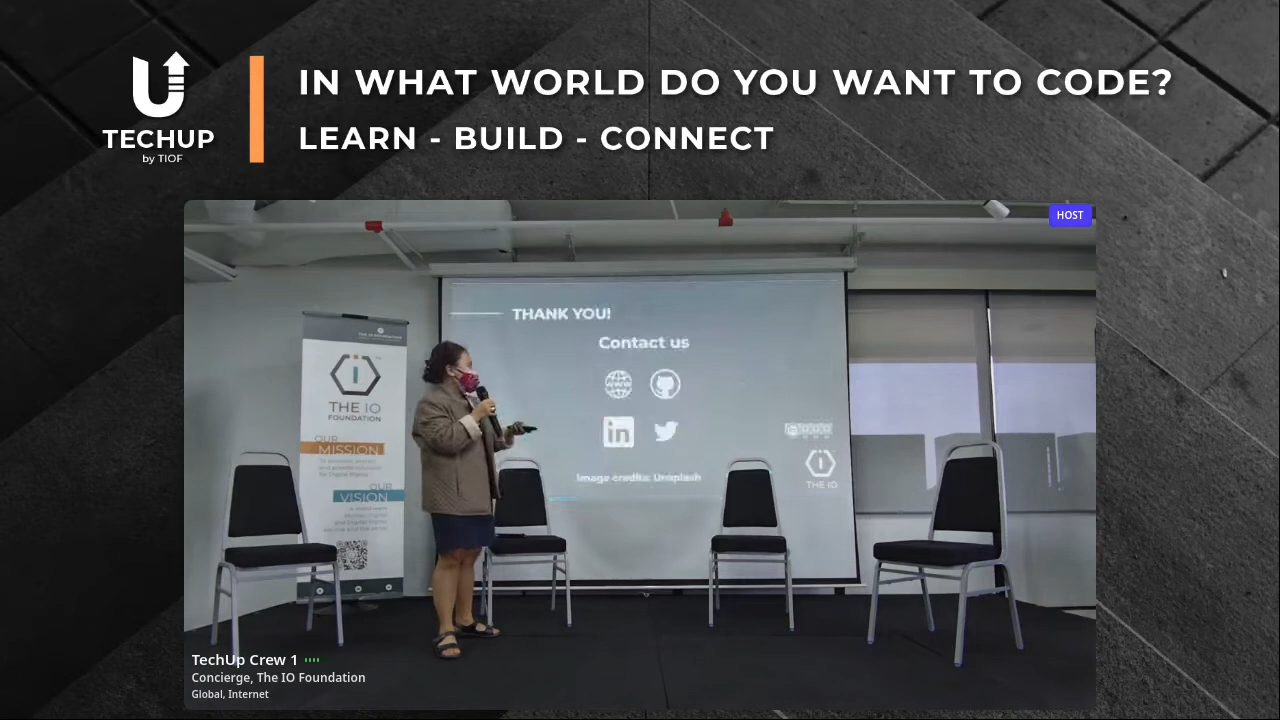 TECHUP
by TIOF
IN WHAT WORLD DO YOU WANT TO CODE?
LEARN - BUILD - CONNECT
HOST
THANK YOU!
Contact us
WWW
in
Image credits: Unsplash
THE IO
THE IO
FOUNDATION
OUR
MISSION
OUR
VISION
TechUp Crew 1
Concierge, The IO Foundation
Global, Internet